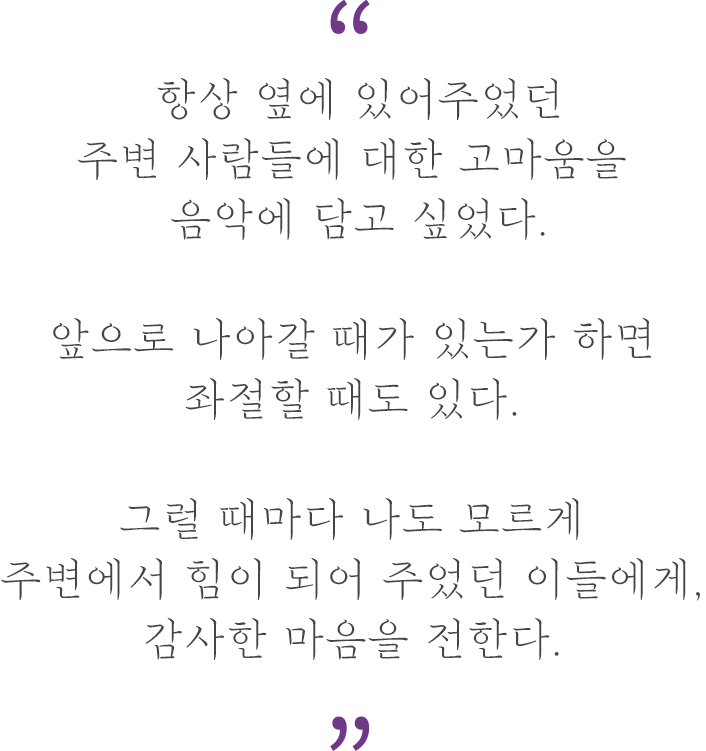 “
항상 옆에 있어주었던
주변 사람들에 대한 고마움을
음악에 담고 싶었다.
앞으로 나아갈 때가 있는가 하면
좌절할 때도 있다.
그럴 때마다 나도 모르게
주변에서 힘이 되어 주었던 이들에게,
감사한 마음을 전한다.
”